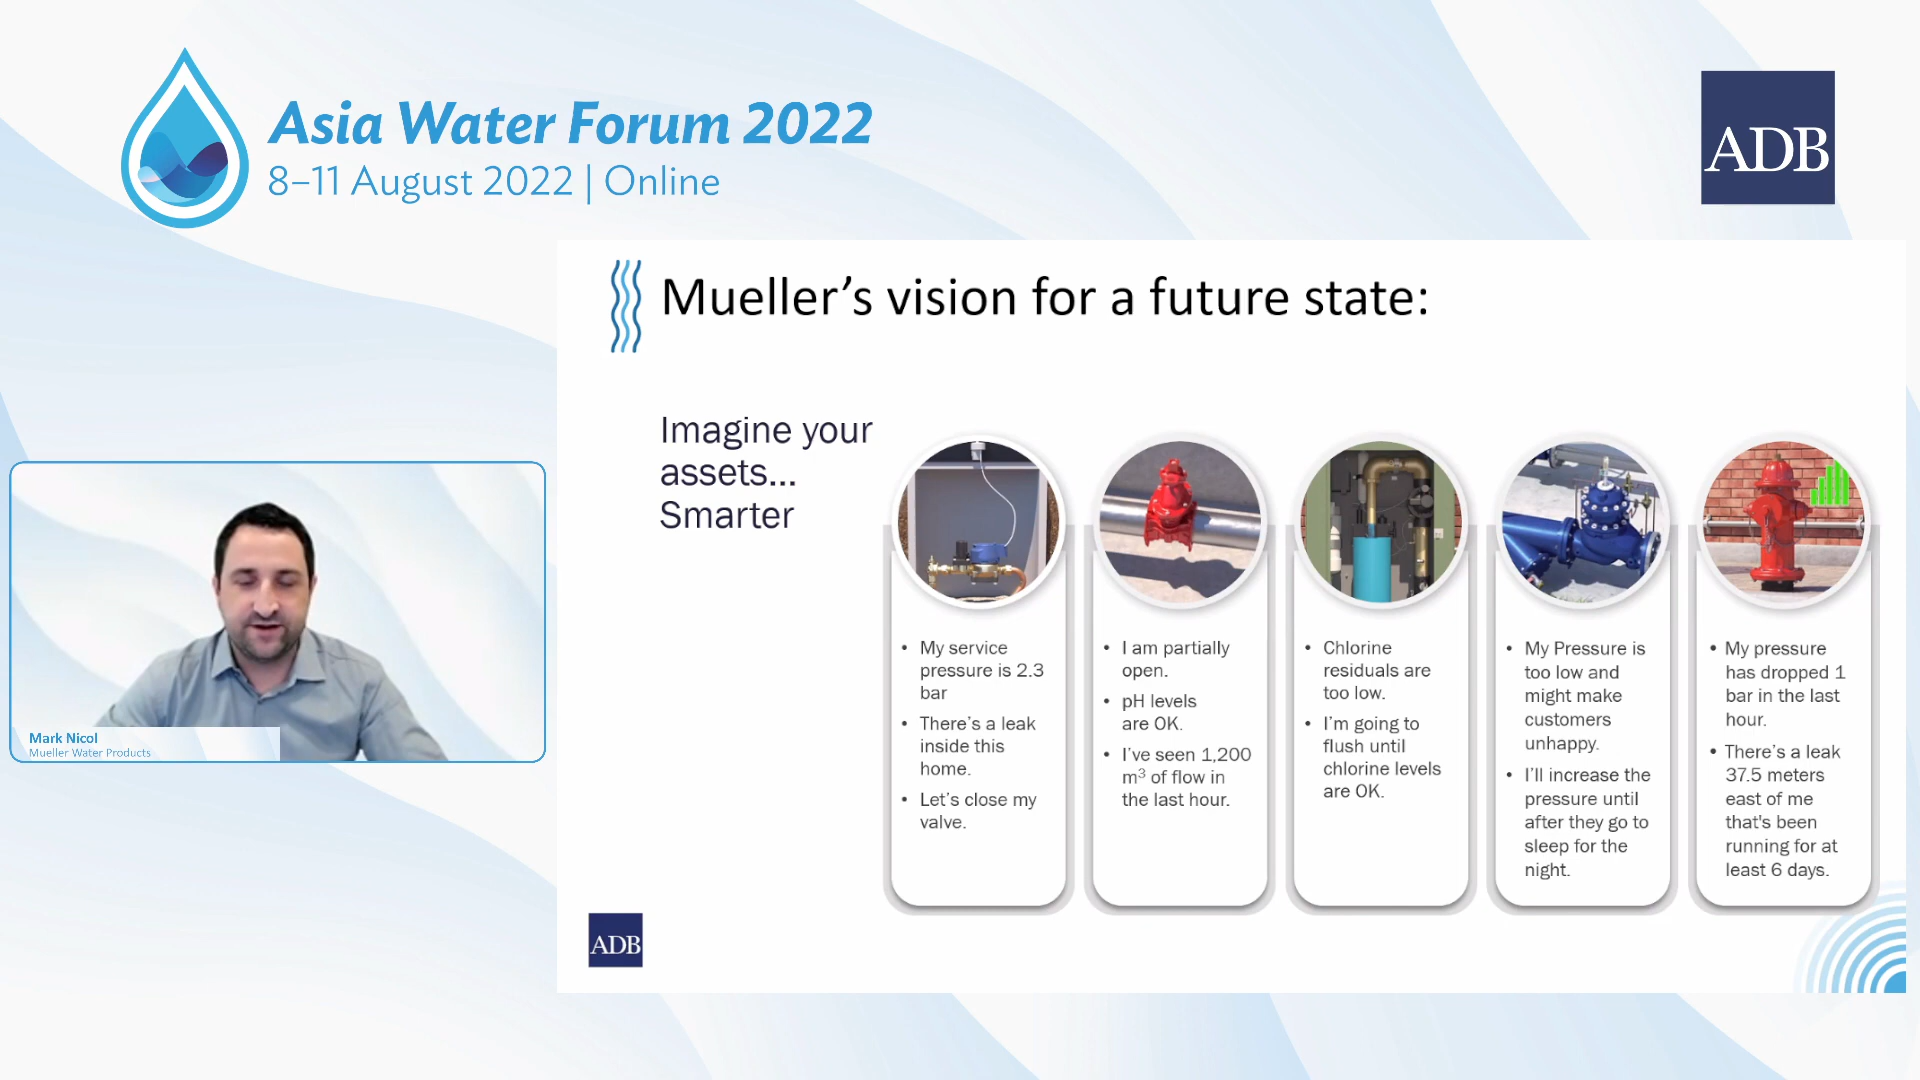 Asia Water Forum 2022
8–11 August 2022 | Online
ADB
Mueller’s vision for a future state:
Imagine your
assets...
Smarter
• My service
pressure is 2.3
bar
• There’s a leak
inside this
home.
• Let’s close my
valve.
• I am partially
open.
• pH levels
are OK.
• I’ve seen 1,200
m³ of flow in
the last hour.
• Chlorine
residuals are
too low.
• I’m going to
flush until
chlorine levels
are OK.
• My Pressure is
too low and
might make
customers
unhappy.
• I’ll increase the
pressure until
after they go to
sleep for the
night.
• My pressure
has dropped 1
bar in the last
hour.
• There’s a leak
37.5 meters
east of me
that's been
running for at
least 6 days.
Mark Nicol
Mueller Water Products
ADB